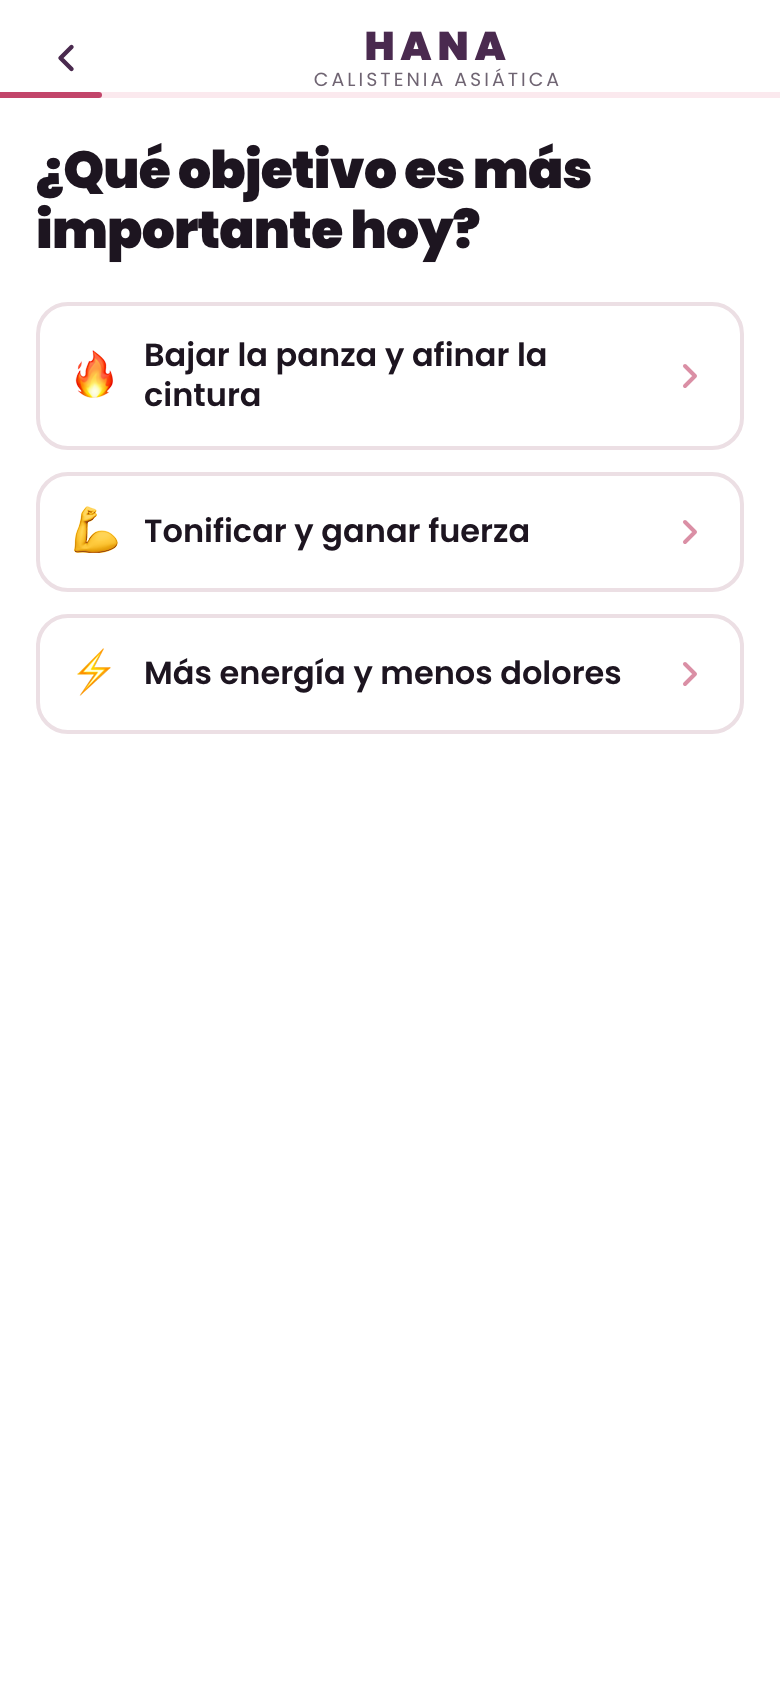 HANA
CALISTENIA ASIÁTICA
¿Qué objetivo es más
importante hoy?
Bajar la panza y afinar la
cintura
Tonificar y ganar fuerza
Más energía y menos dolores